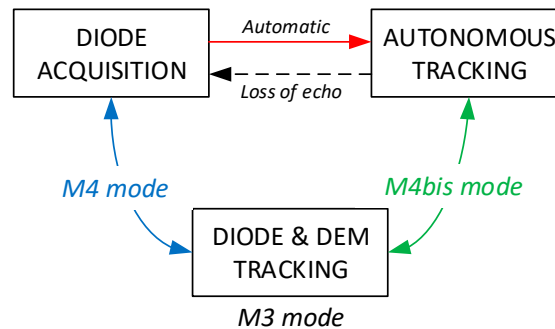 DIODE
ACQUISITION
Automatic
Loss of echo
AUTONOMOUS
TRACKING
M4 mode
M4bis mode
DIODE & DEM
TRACKING
M3 mode